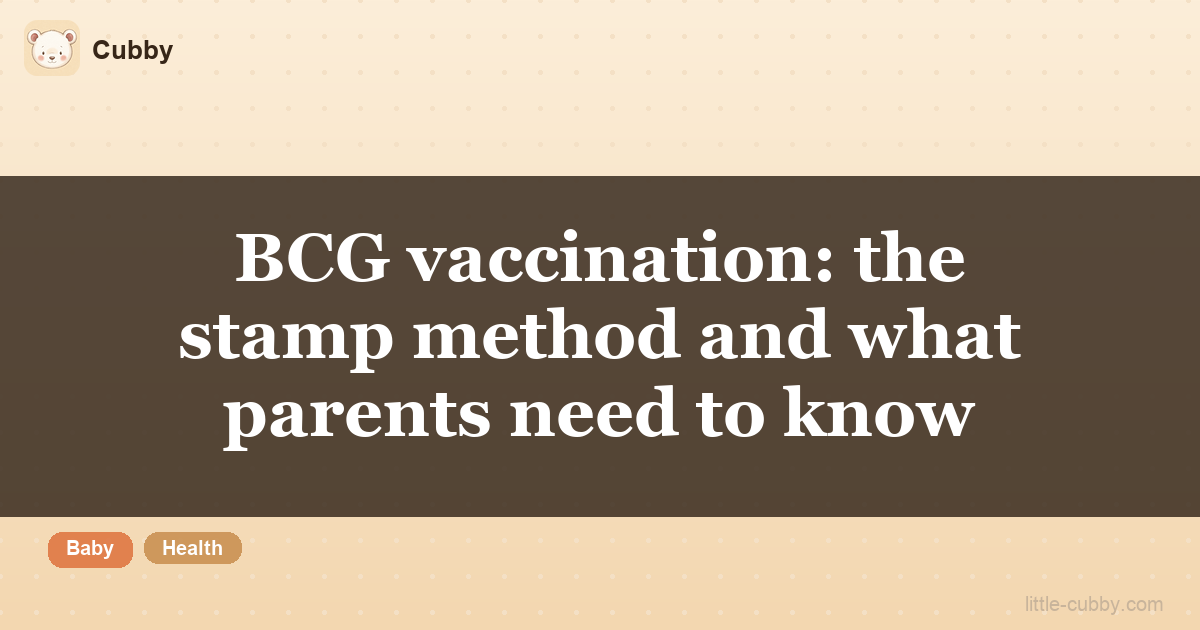 Cubby
BCG vaccination: the
stamp method and what
parents need to know
Baby
Health
little-cubby.com